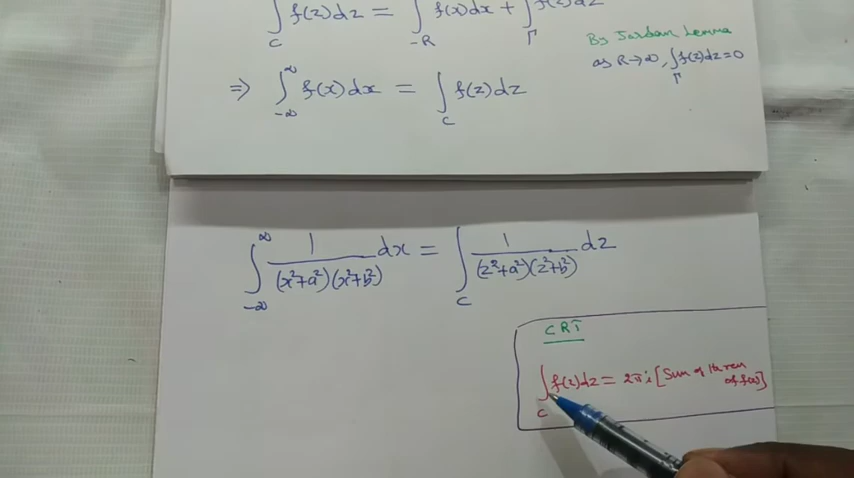 ∫_C f(z)dz = ∫_{-R} f(x)dx + ∫_Γ f(z)dz
By Jordan Lemma
as R→∞, ∫_Γ f(z)dz=0
⇒ ∫_{-∞}^{∞} f(x)dx = ∫_C f(z)dz
∫_{-∞}^{∞} 1/((x²+a²)(x²+b²)) dx = ∫_C 1/((z²+a²)(z²+b²)) dz
CRT
∫_C f(z)dz = 2πi [Sum of the res
of f(z)]